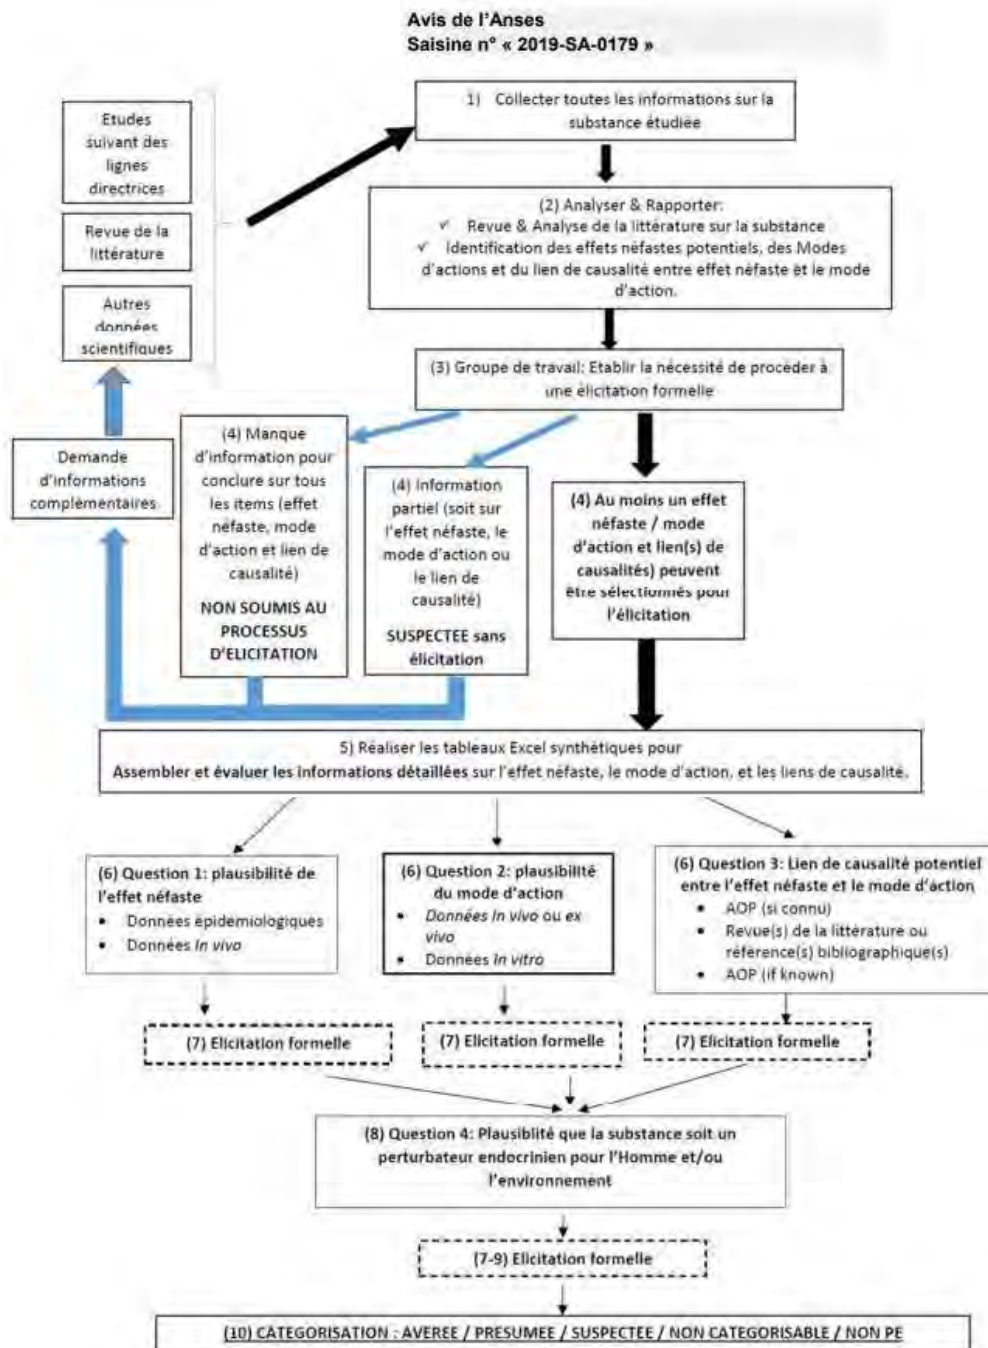 Avis de l'Anses
Saisine n° « 2019-SA-0179 »
Etudes
suivant des
lignes
directrices
Revue de la
littérature
Autres
données
scientifiques
1) Collecter toutes les informations sur la
substance étudiée
(2) Analyser & Rapporter:
✓ Revue & Analyse de la littérature sur la substance
✓ Identification des effets néfastes potentiels, des Modes
d'actions et du lien de causalité entre effet néfaste et le mode
d'action.
(3) Groupe de travail: Etablir la nécessité de procéder à
une élicitation formelle
Demande
d'informations
complémentaires
(4) Manque
d'information pour
conclure sur tous
les items (effet
néfaste, mode
d'action et lien de
causalité)
NON SOUMIS AU
PROCESSUS
D'ELICITATION
(4) Information
partiel (soit sur
l'effet néfaste, le
mode d'action ou
le lien de
causalité)
SUSPECTEE sans
élicitation
(4) Au moins un effet
néfaste / mode
d'action et lien(s) de
causalités) peuvent
être sélectionnés pour
l'élicitation
5) Réaliser les tableaux Excel synthétiques pour
Assembler et évaluer les informations détaillées sur l'effet néfaste, le mode d'action, et les liens de causalité.
(6) Question 1: plausibilité de
l'effet néfaste
• Données épidemiologiques
• Données In vivo
(6) Question 2: plausibilité
du mode d'action
• Données In vivo ou ex
vivo
• Données In vitro
(6) Question 3: Lien de causalité potentiel
entre l'effet néfaste et le mode d'action
• AOP (si connu)
• Revue(s) de la littérature ou
référence(s) bibliographique(s)
• AOP (if known)
(7) Elicitation formelle
(7) Elicitation formelle
(7) Elicitation formelle
(8) Question 4: Plausiblité que la substance soit un
perturbateur endocrinien pour l'Homme et/ou
l'environnement
(7-9) Elicitation formelle
(10) CATEGORISATION : AVEREE / PRESUMEE / SUSPECTEE / NON CATEGORISABLE / NON PE